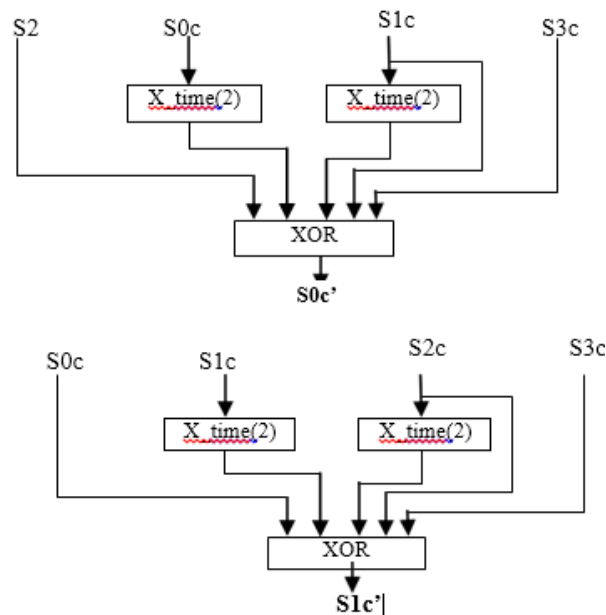 S2 S0c S1c S3c
X_time(2) X_time(2)
XOR
S0c'
S0c S1c S2c S3c
X_time(2) X_time(2)
XOR
S1c'